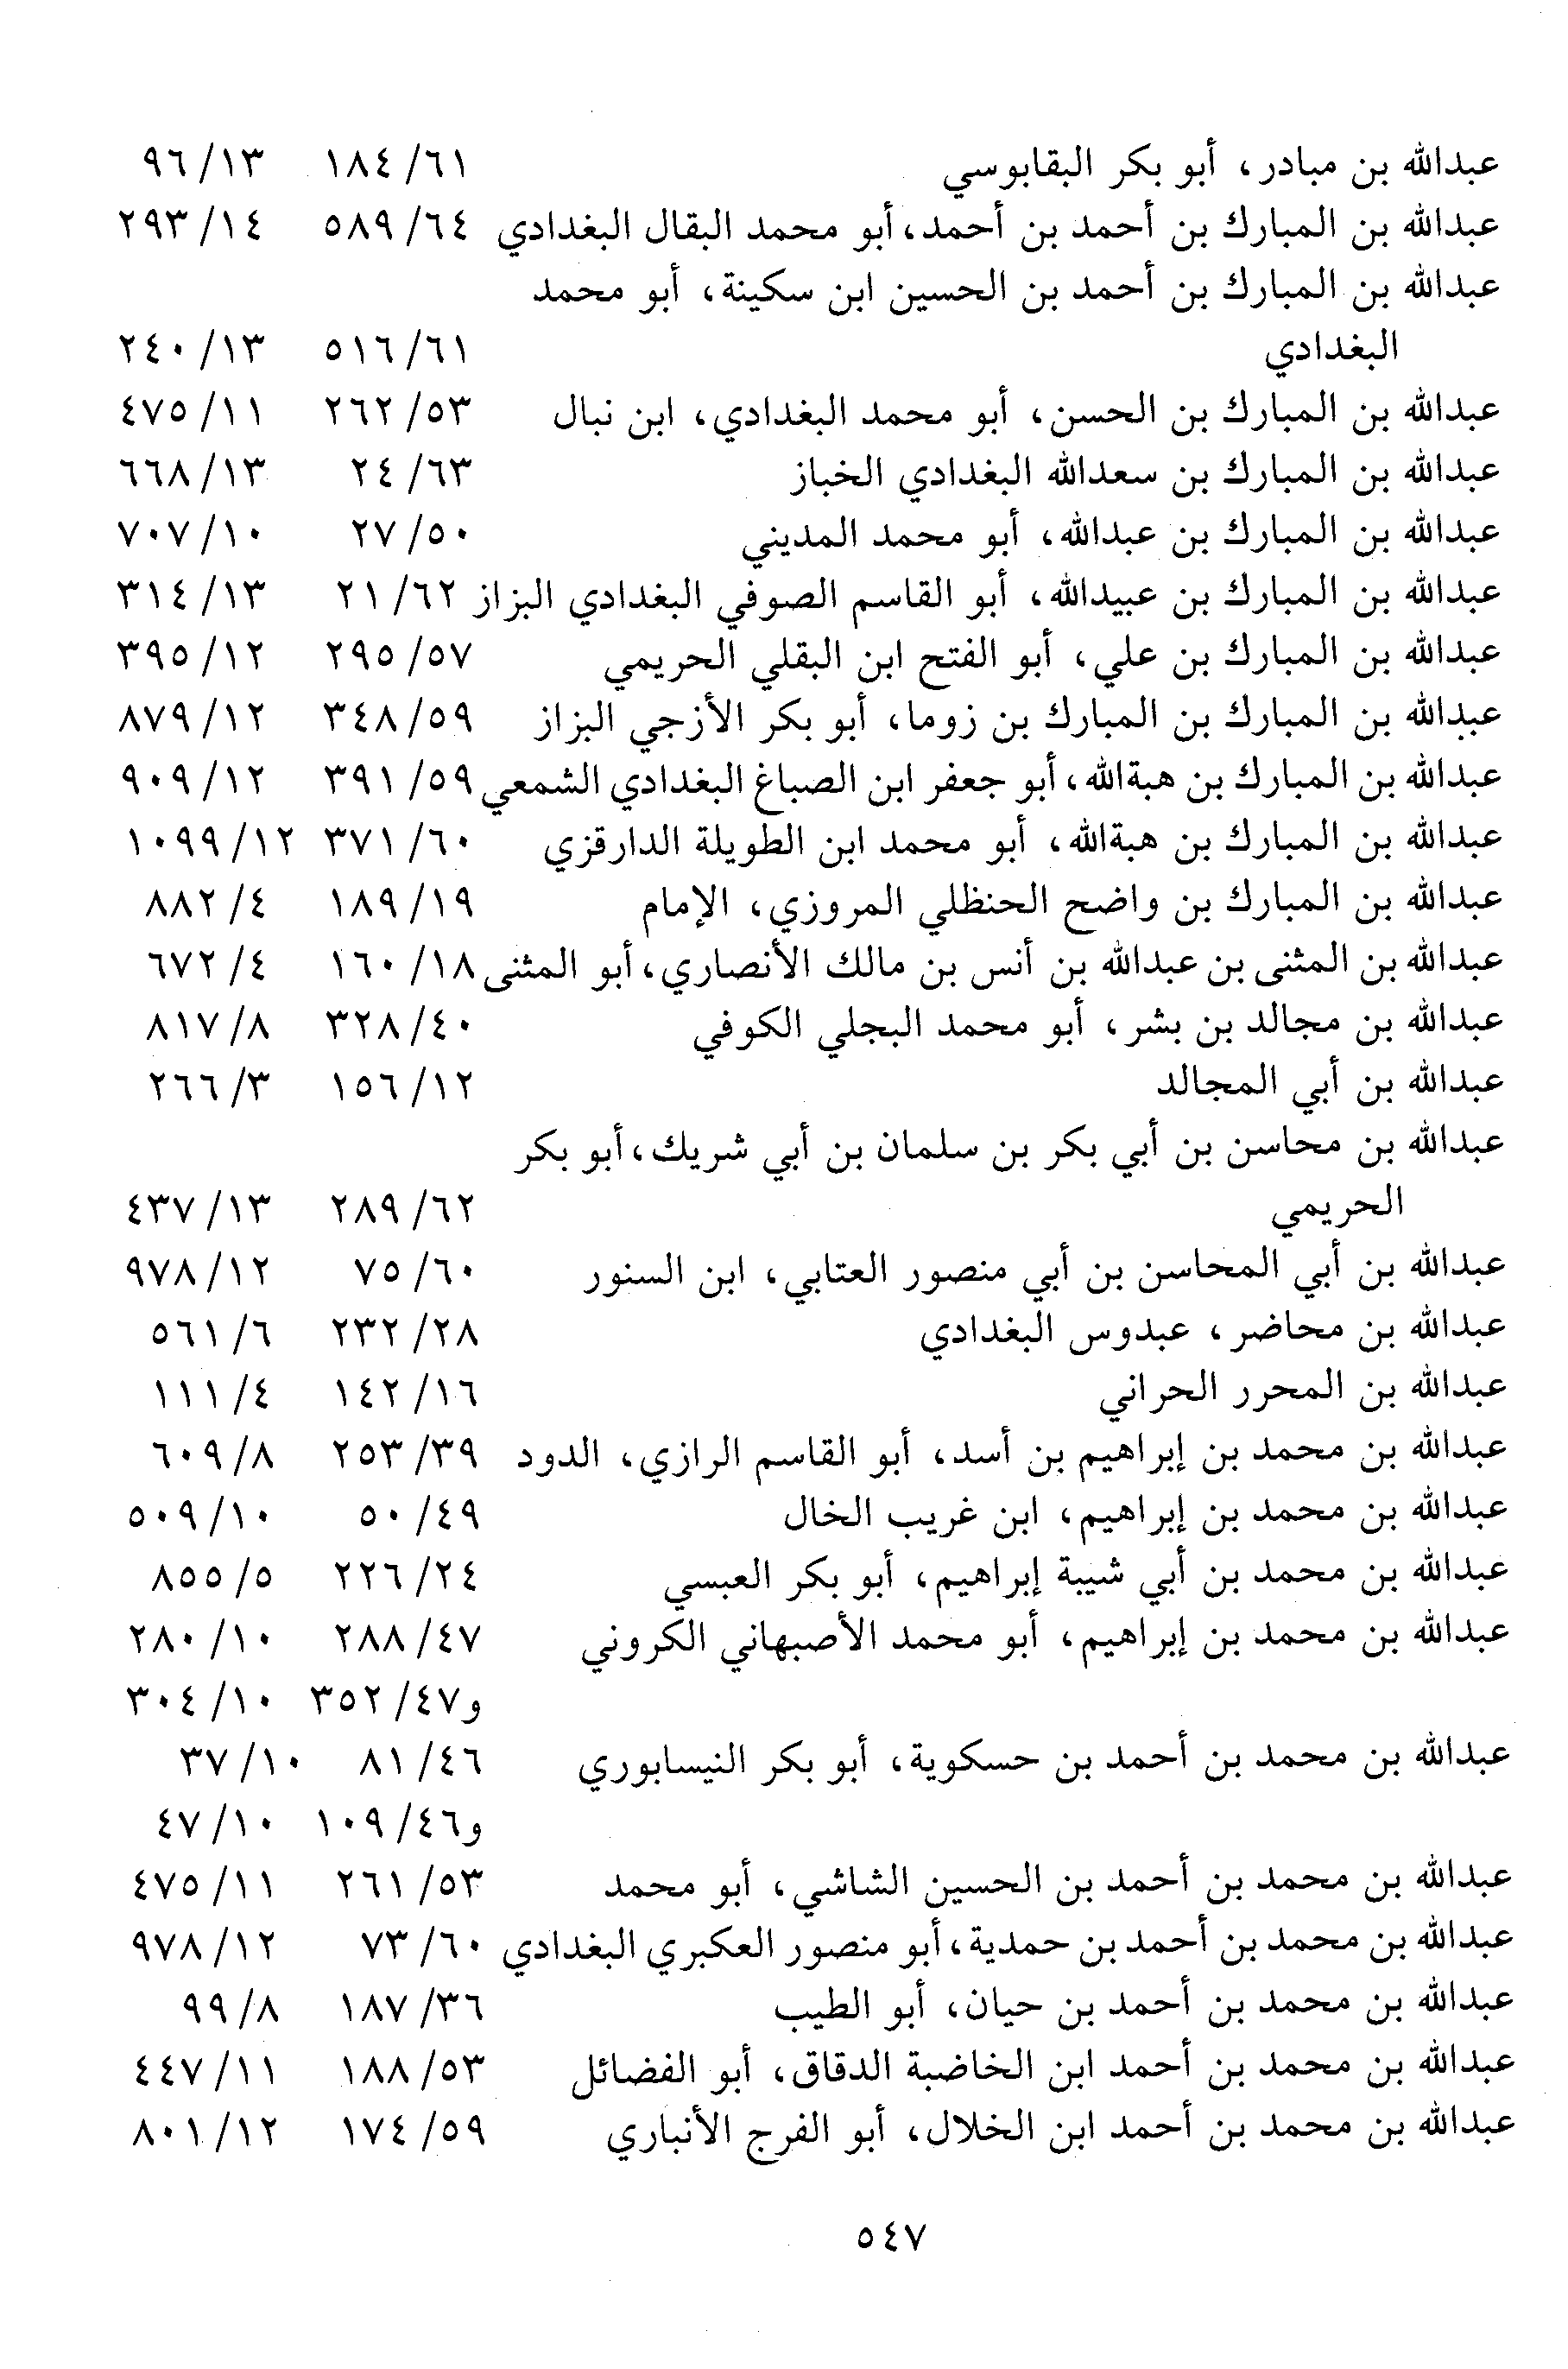 عبدالله بن مبادر، أبو بكر البقابوسي ٦١/ ١٨٤ ١٣/ ٩٦
عبدالله بن المبارك بن أحمد بن أحمد، أبو محمد البقال البغدادي ٦٤/ ٥٨٩ ١٤/ ٢٩٣
عبدالله بن المبارك بن أحمد بن الحسين ابن سكينة، أبو محمد
البغدادي ٦١/ ٥١٦ ١٣/ ٢٤٠
عبدالله بن المبارك بن الحسن، أبو محمد البغدادي، ابن نبال ٥٣/ ٢٦٢ ١١/ ٤٧٥
عبدالله بن المبارك بن سعدالله البغدادي الخباز ٦٣/ ٢٤ ١٣/ ٦٦٨
عبدالله بن المبارك بن عبدالله، أبو محمد المديني ٥٠/ ٢٧ ١٠/ ٧٠٧
عبدالله بن المبارك بن عبيدالله، أبو القاسم الصوفي البغدادي البزاز ٦٢/ ٢١ ١٣/ ٣١٤
عبدالله بن المبارك بن علي، أبو الفتح ابن البقلي الحريمي ٥٧/ ٢٩٥ ١٢/ ٣٩٥
عبدالله بن المبارك بن المبارك بن زوما، أبو بكر الأزجي البزاز ٥٩/ ٣٤٨ ١٢/ ٨٧٩
عبدالله بن المبارك بن هبةالله، أبو جعفر ابن الصباغ البغدادي الشمعي ٥٩/ ٣٩١ ١٢/ ٩٠٩
عبدالله بن المبارك بن هبةالله، أبو محمد ابن الطويلة الدارقزي ٦٠/ ٣٧١ ١٢/ ١٠٩٩
عبدالله بن المبارك بن واضح الحنظلي المروزي، الإمام ١٩/ ١٨٩ ٤/ ٨٨٢
عبدالله بن المثنى بن عبدالله بن أنس بن مالك الأنصاري، أبو المثنى ١٨/ ١٦٠ ٤/ ٦٧٢
عبدالله بن مجالد بن بشر، أبو محمد البجلي الكوفي ٤٠/ ٣٢٨ ٨/ ٨١٧
عبدالله بن أبي المجالد ١٢/ ١٥٦ ٣/ ٢٦٦
عبدالله بن محاسن بن أبي بكر بن سلمان بن أبي شريك، أبو بكر
الحريمي ٦٢/ ٢٨٩ ١٣/ ٤٣٧
عبدالله بن أبي المحاسن بن أبي منصور العتابي، ابن السنور ٦٠/ ٧٥ ١٢/ ٩٧٨
عبدالله بن محاضر، عبدوس البغدادي ٢٨/ ٢٣٢ ٦/ ٥٦١
عبدالله بن المحرر الحراني ١٦/ ١٤٢ ٤/ ١١١
عبدالله بن محمد بن إبراهيم بن أسد، أبو القاسم الرازي، الدود ٣٩/ ٢٥٣ ٨/ ٦٠٩
عبدالله بن محمد بن إبراهيم، ابن غريب الخال ٤٩/ ٥٠ ١٠/ ٥٠٩
عبدالله بن محمد بن أبي شيبة إبراهيم، أبو بكر العبسي ٢٤/ ٢٢٦ ٥/ ٨٥٥
عبدالله بن محمد بن إبراهيم، أبو محمد الأصبهاني الكروني ٤٧/ ٢٨٨ ١٠/ ٢٨٠
و٤٧/ ٣٥٢ ١٠/ ٣٠٤
عبدالله بن محمد بن أحمد بن حسكوية، أبو بكر النيسابوري ٤٦/ ٨١ ١٠/ ٣٧
و٤٦/ ١٠٩ ١٠/ ٤٧
عبدالله بن محمد بن أحمد بن الحسين الشاشي، أبو محمد ٥٣/ ٢٦١ ١١/ ٤٧٥
عبدالله بن محمد بن أحمد بن حمدية، أبو منصور العكبري البغدادي ٦٠/ ٧٣ ١٢/ ٩٧٨
عبدالله بن محمد بن أحمد بن حيان، أبو الطيب ٣٦/ ١٨٧ ٨/ ٩٩
عبدالله بن محمد بن أحمد ابن الخاضبة الدقاق، أبو الفضائل ٥٣/ ١٨٨ ١١/ ٤٤٧
عبدالله بن محمد بن أحمد ابن الخلال، أبو الفرج الأنباري ٥٩/ ١٧٤ ١٢/ ٨٠١
٥٤٧